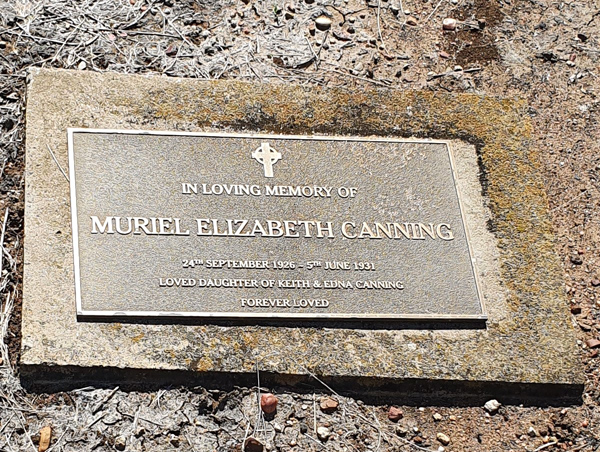 IN LOVING MEMORY OF
MURIEL ELIZABETH CANNING
24TH SEPTEMBER 1926 – 5TH JUNE 1931
LOVED DAUGHTER OF KEITH & EDNA CANNING
FOREVER LOVED